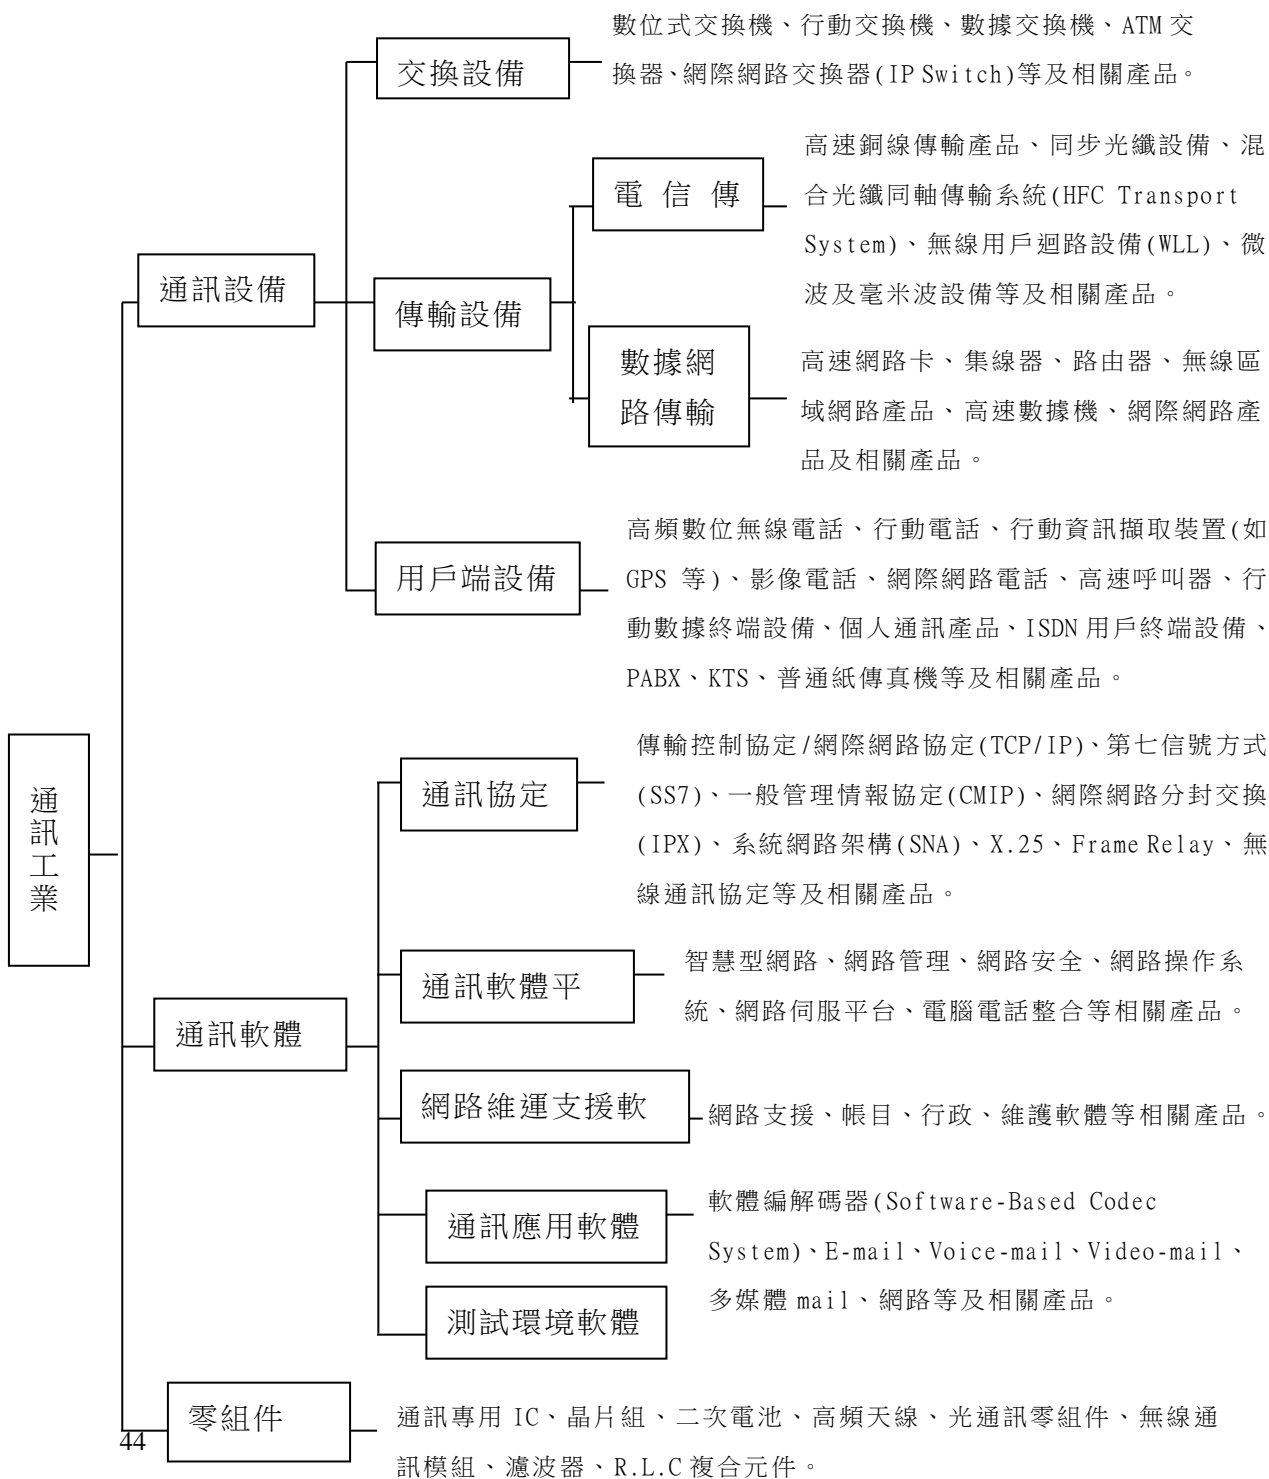 數位式交換機、行動交換機、數據交換機、ATM 交
換器、網際網路交換器(IP Switch)等及相關產品。
交換設備
高速銅線傳輸產品、同步光纖設備、混
合光纖同軸傳輸系統(HFC Transport
System)、無線用戶迴路設備(WLL)、微
波及毫米波設備等及相關產品。
電信傳
通訊設備
傳輸設備
數據網
路傳輸
高速網路卡、集線器、路由器、無線區
域網路產品、高速數據機、網際網路產
品及相關產品。
高頻數位無線電話、行動電話、行動資訊擷取裝置(如
GPS 等)、影像電話、網際網路電話、高速呼叫器、行
動數據終端設備、個人通訊產品、ISDN 用戶終端設備、
PABX、KTS、普通紙傳真機等及相關產品。
用戶端設備
通訊工業
傳輸控制協定/網際網路協定(TCP/IP)、第七信號方式
(SS7)、一般管理情報協定(CMIP)、網際網路分封交換
(IPX)、系統網路架構(SNA)、X.25、Frame Relay、無
線通訊協定等及相關產品。
通訊協定
通訊軟體平
智慧型網路、網路管理、網路安全、網路操作系
統、網路伺服平台、電腦電話整合等相關產品。
通訊軟體
網路維運支援軟
網路支援、帳目、行政、維護軟體等相關產品。
通訊應用軟體
軟體編解碼器(Software-Based Codec
System)、E-mail、Voice-mail、Video-mail、
多媒體 mail、網路等及相關產品。
測試環境軟體
零組件
通訊專用 IC、晶片組、二次電池、高頻天線、光通訊零組件、無線通
訊模組、濾波器、R.L.C 複合元件。
44